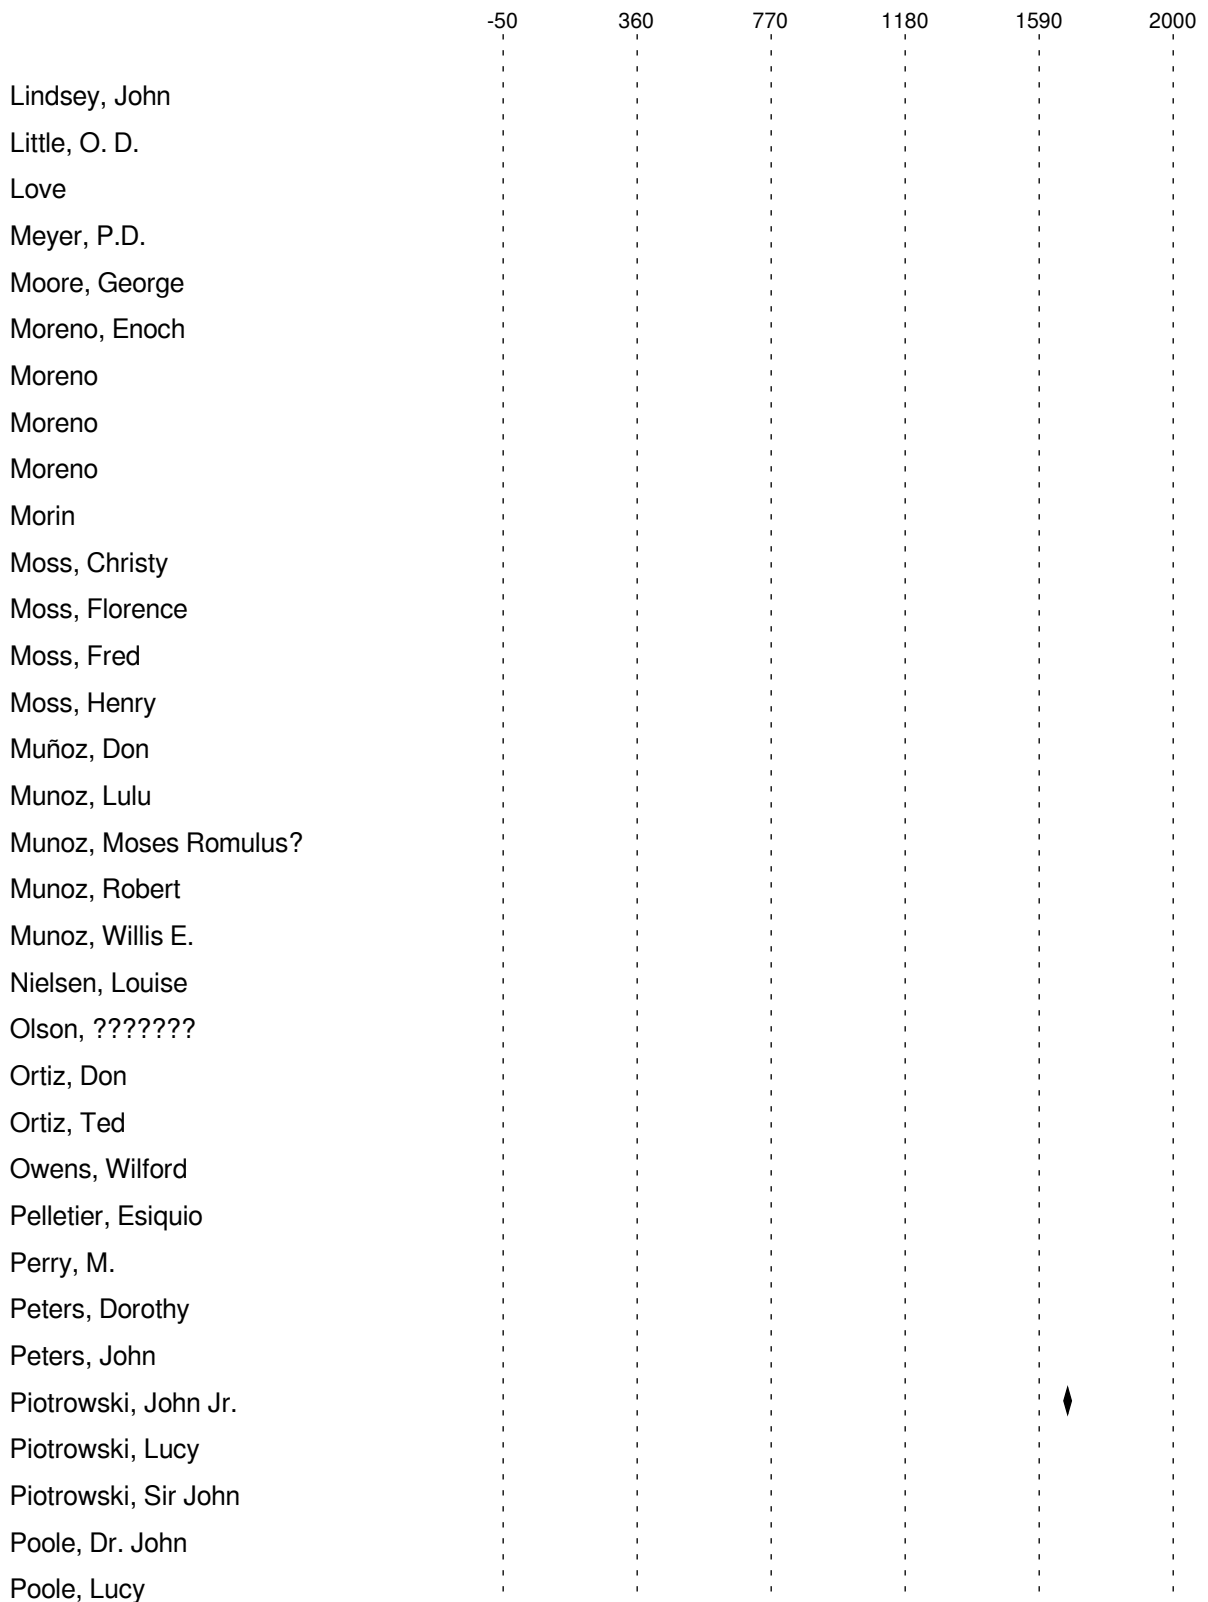 -50 360 770 1180 1590 2000
Lindsey, John
Little, O. D.
Love
Meyer, P.D.
Moore, George
Moreno, Enoch
Moreno
Moreno
Moreno
Morin
Moss, Christy
Moss, Florence
Moss, Fred
Moss, Henry
Muñoz, Don
Munoz, Lulu
Munoz, Moses Romulus?
Munoz, Robert
Munoz, Willis E.
Nielsen, Louise
Olson, ???????
Ortiz, Don
Ortiz, Ted
Owens, Wilford
Pelletier, Esiquio
Perry, M.
Peters, Dorothy
Peters, John
Piotrowski, John Jr.
Piotrowski, Lucy
Piotrowski, Sir John
Poole, Dr. John
Poole, Lucy